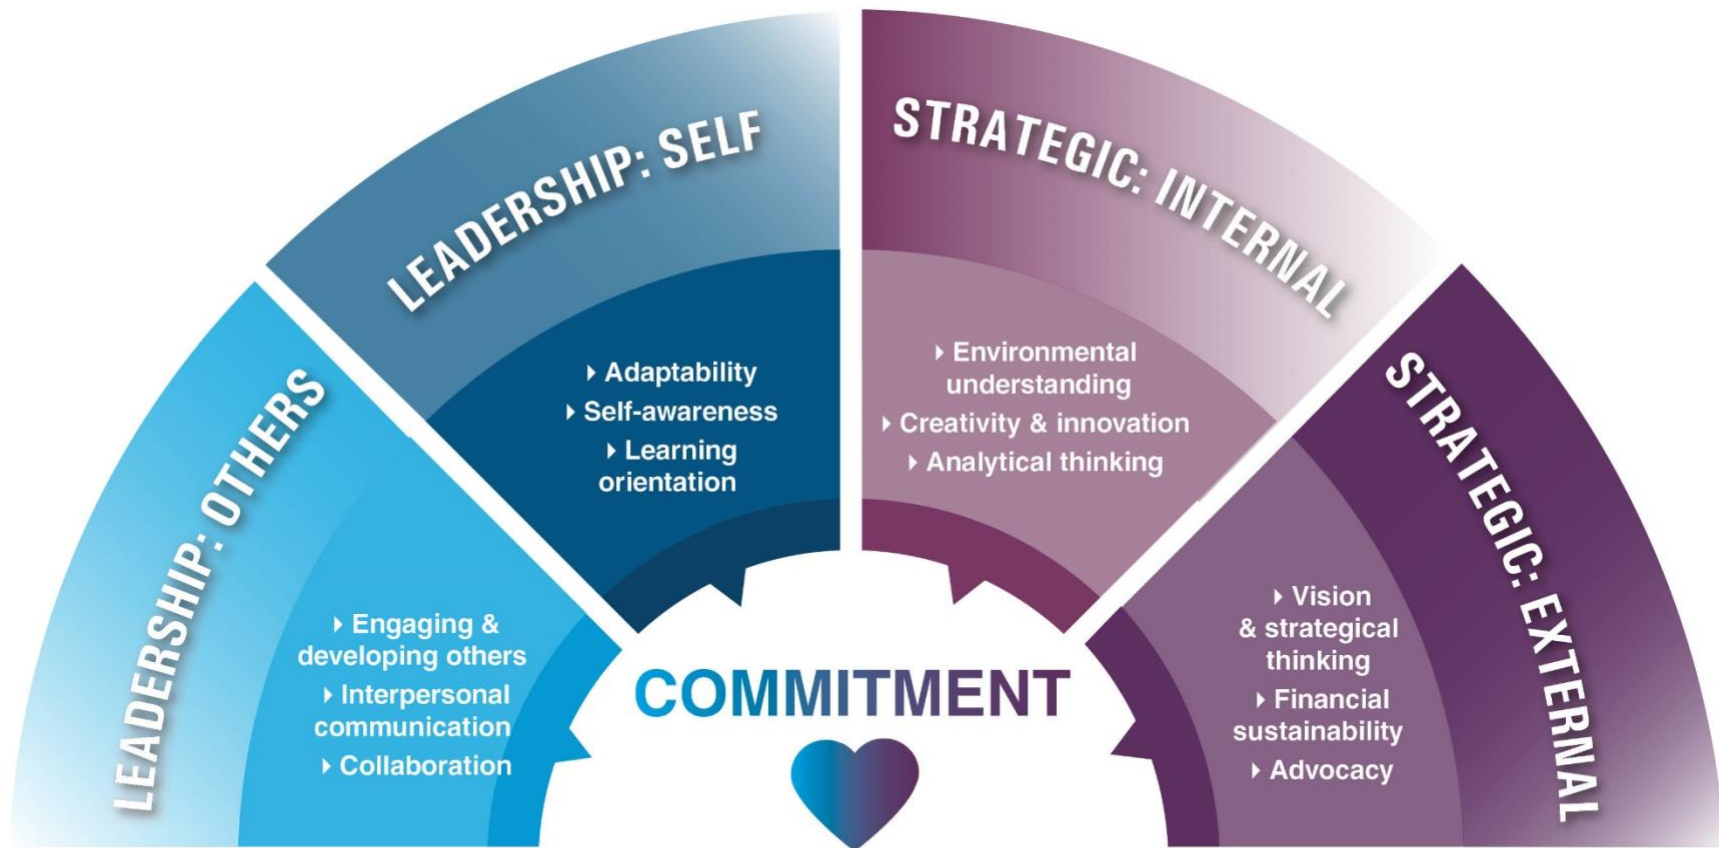 LEADERSHIP: OTHERS
Engaging &
developing others
Interpersonal
communication
Collaboration
LEADERSHIP: SELF
Adaptability
Self-awareness
Learning
orientation
STRATEGIC: INTERNAL
Environmental
understanding
Creativity & innovation
Analytical thinking
STRATEGIC: EXTERNAL
Vision
& strategical
thinking
Financial
sustainability
Advocacy
COMMITMENT